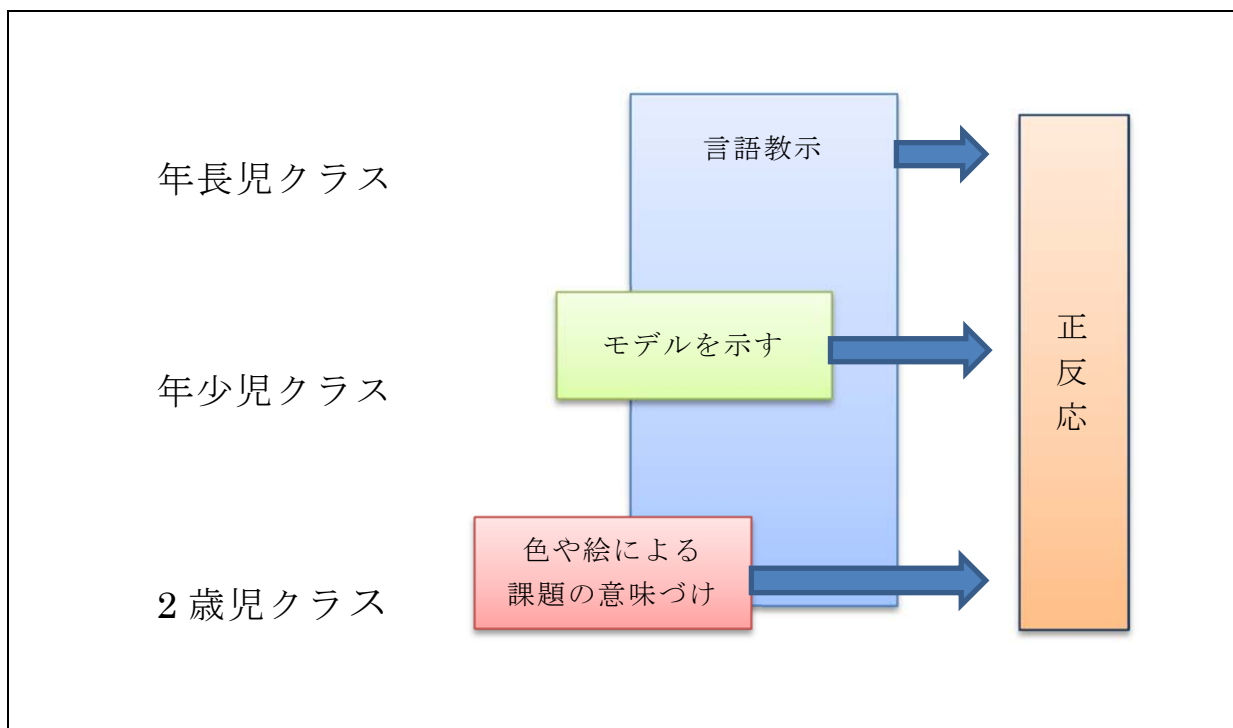 年長児クラス
言語教示
年少児クラス
モデルを示す
2歳児クラス
色や絵による
課題の意味づけ
正
反
応